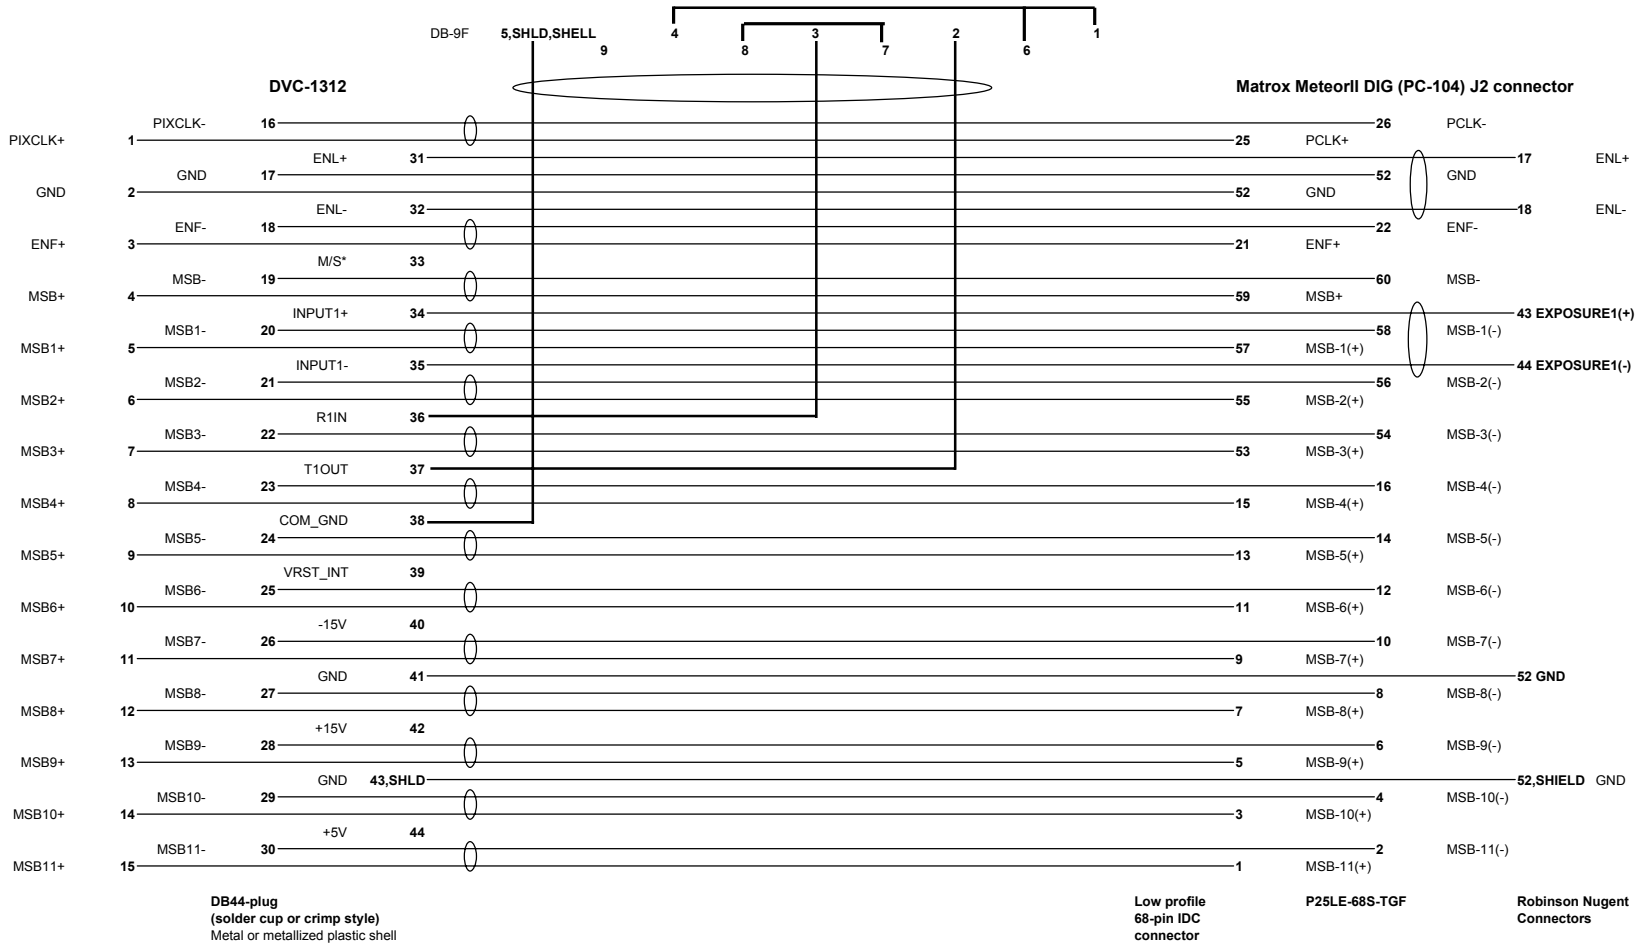 4 6 1
DB-9F 5,SHLD,SHELL 9 8 3 7 2
DVC-1312 Matrox MeteorII DIG (PC-104) J2 connector
PIXCLK- 16 26 PCLK-
PIXCLK+ 1 25 PCLK+
ENL+ 31 17 ENL+
GND 17 52 GND
GND 2 52 GND
ENL- 32 18 ENL-
ENF- 18 22 ENF-
ENF+ 3 21 ENF+
M/S* 33
MSB- 19 60 MSB-
MSB+ 4 59 MSB+
INPUT1+ 34 43 EXPOSURE1(+)
MSB1- 20 58 MSB-1(-)
MSB1+ 5 57 MSB-1(+)
INPUT1- 35 44 EXPOSURE1(-)
MSB2- 21 56 MSB-2(-)
MSB2+ 6 55 MSB-2(+)
R1IN 36
MSB3- 22 54 MSB-3(-)
MSB3+ 7 53 MSB-3(+)
T1OUT 37
MSB4- 23 16 MSB-4(-)
MSB4+ 8 15 MSB-4(+)
COM_GND 38
MSB5- 24 14 MSB-5(-)
MSB5+ 9 13 MSB-5(+)
VRST_INT 39
MSB6- 25 12 MSB-6(-)
MSB6+ 10 11 MSB-6(+)
-15V 40
MSB7- 26 10 MSB-7(-)
MSB7+ 11 9 MSB-7(+)
GND 41 52 GND
MSB8- 27 8 MSB-8(-)
MSB8+ 12 7 MSB-8(+)
+15V 42
MSB9- 28 6 MSB-9(-)
MSB9+ 13 5 MSB-9(+)
GND 43,SHLD 52,SHIELD GND
MSB10- 29 4 MSB-10(-)
MSB10+ 14 3 MSB-10(+)
+5V 44
MSB11- 30 2 MSB-11(-)
MSB11+ 15 1 MSB-11(+)
DB44-plug Low profile P25LE-68S-TGF Robinson Nugent
(solder cup or crimp style) 68-pin IDC Connectors
Metal or metallized plastic shell connector